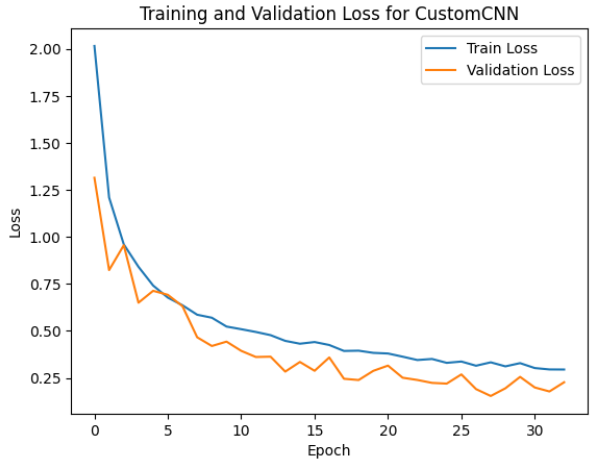 Training and Validation Loss for CustomCNN
Train Loss
Validation Loss
2.00
1.75
1.50
1.25
1.00
0.75
0.50
0.25
Loss
0 5 10 15 20 25 30
Epoch